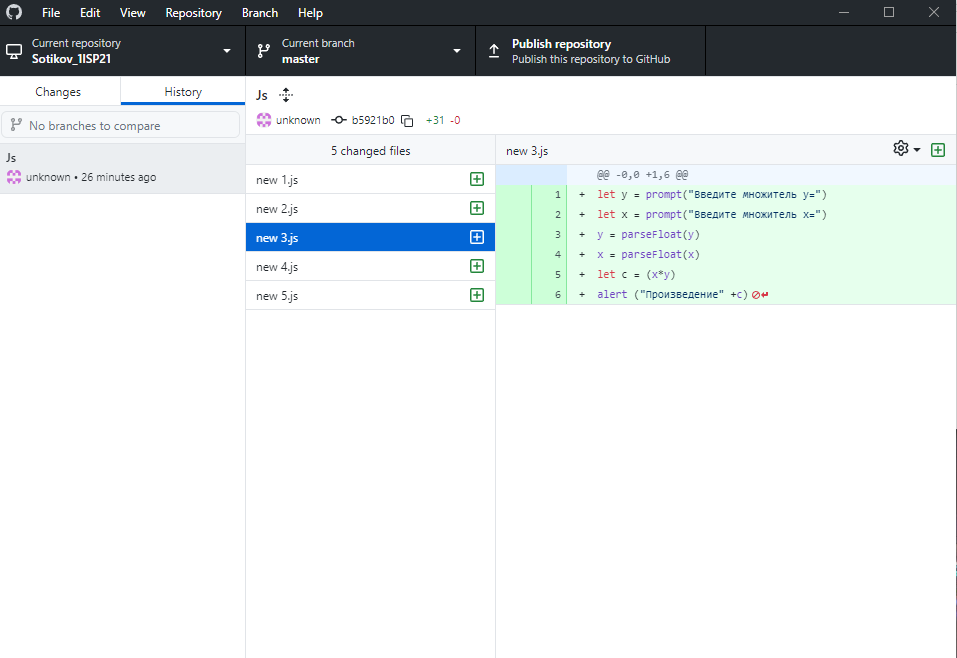 File Edit View Repository Branch Help
Current repository
Sotikov_1ISP21
Current branch
master
Publish repository
Publish this repository to GitHub
Changes
History
No branches to compare
Js
unknown • 26 minutes ago
Js
unknown b5921b0 +31 -0
5 changed files
new 1.js
new 2.js
new 3.js
new 4.js
new 5.js
new 3.js
@@ -0,0 +1,6 @@
1 + let y = prompt("Введите множитель y=")
2 + let x = prompt("Введите множитель x=")
3 + y = parseFloat(y)
4 + x = parseFloat(x)
5 + let c = (x*y)
6 + alert ("Произведение" +c)